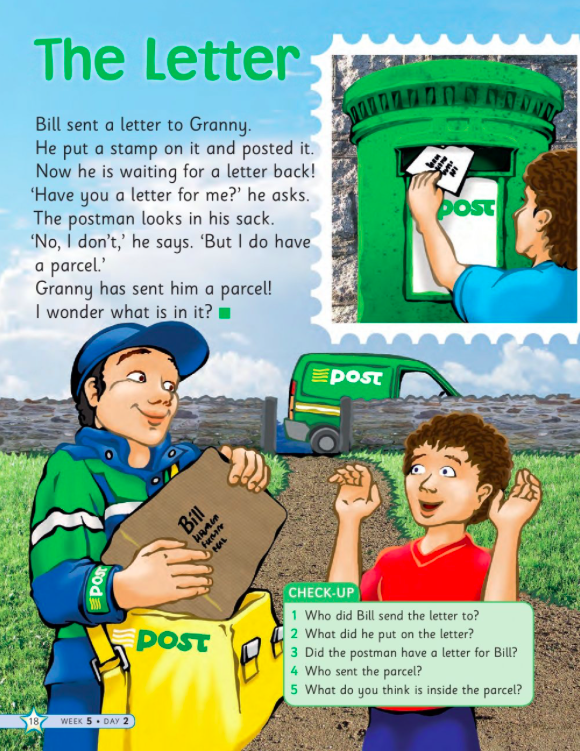 The Letter
Bill sent a letter to Granny.
He put a stamp on it and posted it.
Now he is waiting for a letter back!
‘Have you a letter for me?’ he asks.
The postman looks in his sack.
‘No, I don’t,’ he says. ‘But I do have
a parcel.’
Granny has sent him a parcel!
I wonder what is in it?
post
post
Bill
post
post
CHECK-UP
1 Who did Bill send the letter to?
2 What did he put on the letter?
3 Did the postman have a letter for Bill?
4 Who sent the parcel?
5 What do you think is inside the parcel?
18 WEEK 5 • DAY 2